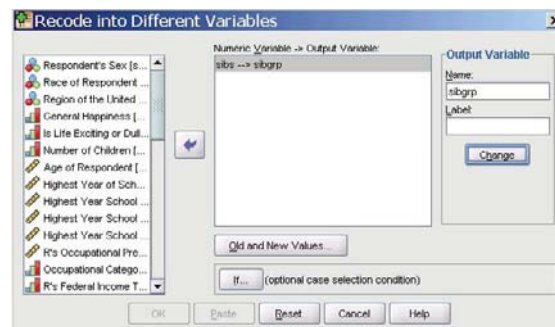 Recode into Different Variables
Respondent's Sex [s...
Race of Respondent ...
Region of the United ...
General Happiness [...
Is Life Exciting or Dull...
Number of Children [...
Age of Respondent [...
Highest Year of Sch...
Highest Year School ...
Highest Year School ...
Highest Year School ...
R's Occupational Pre...
Occupational Catego...
R's Federal Income T...
Numeric Variable -> Output Variable:
sibs --> sibgrp
Old and New Values...
If... (optional case selection condition)
Output Variable
Name:
sibgrp
Label:
Change
OK Paste Reset Cancel Help